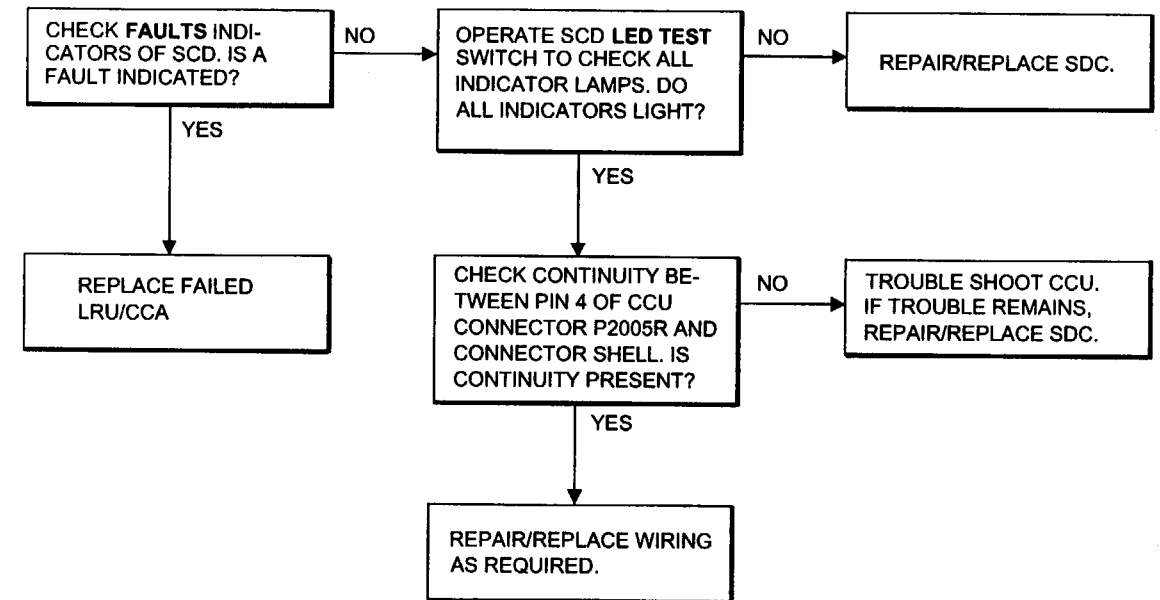 CHECK FAULTS INDI-
CATORS OF SCD. IS A
FAULT INDICATED?
NO
OPERATE SCD LED TEST
SWITCH TO CHECK ALL
INDICATOR LAMPS. DO
ALL INDICATORS LIGHT?
NO
REPAIR/REPLACE SDC.
YES
YES
REPLACE FAILED
LRU/CCA
CHECK CONTINUITY BE-
TWEEN PIN 4 OF CCU
CONNECTOR P2005R AND
CONNECTOR SHELL. IS
CONTINUITY PRESENT?
NO
TROUBLE SHOOT CCU.
IF TROUBLE REMAINS,
REPAIR/REPLACE SDC.
YES
REPAIR/REPLACE WIRING
AS REQUIRED.